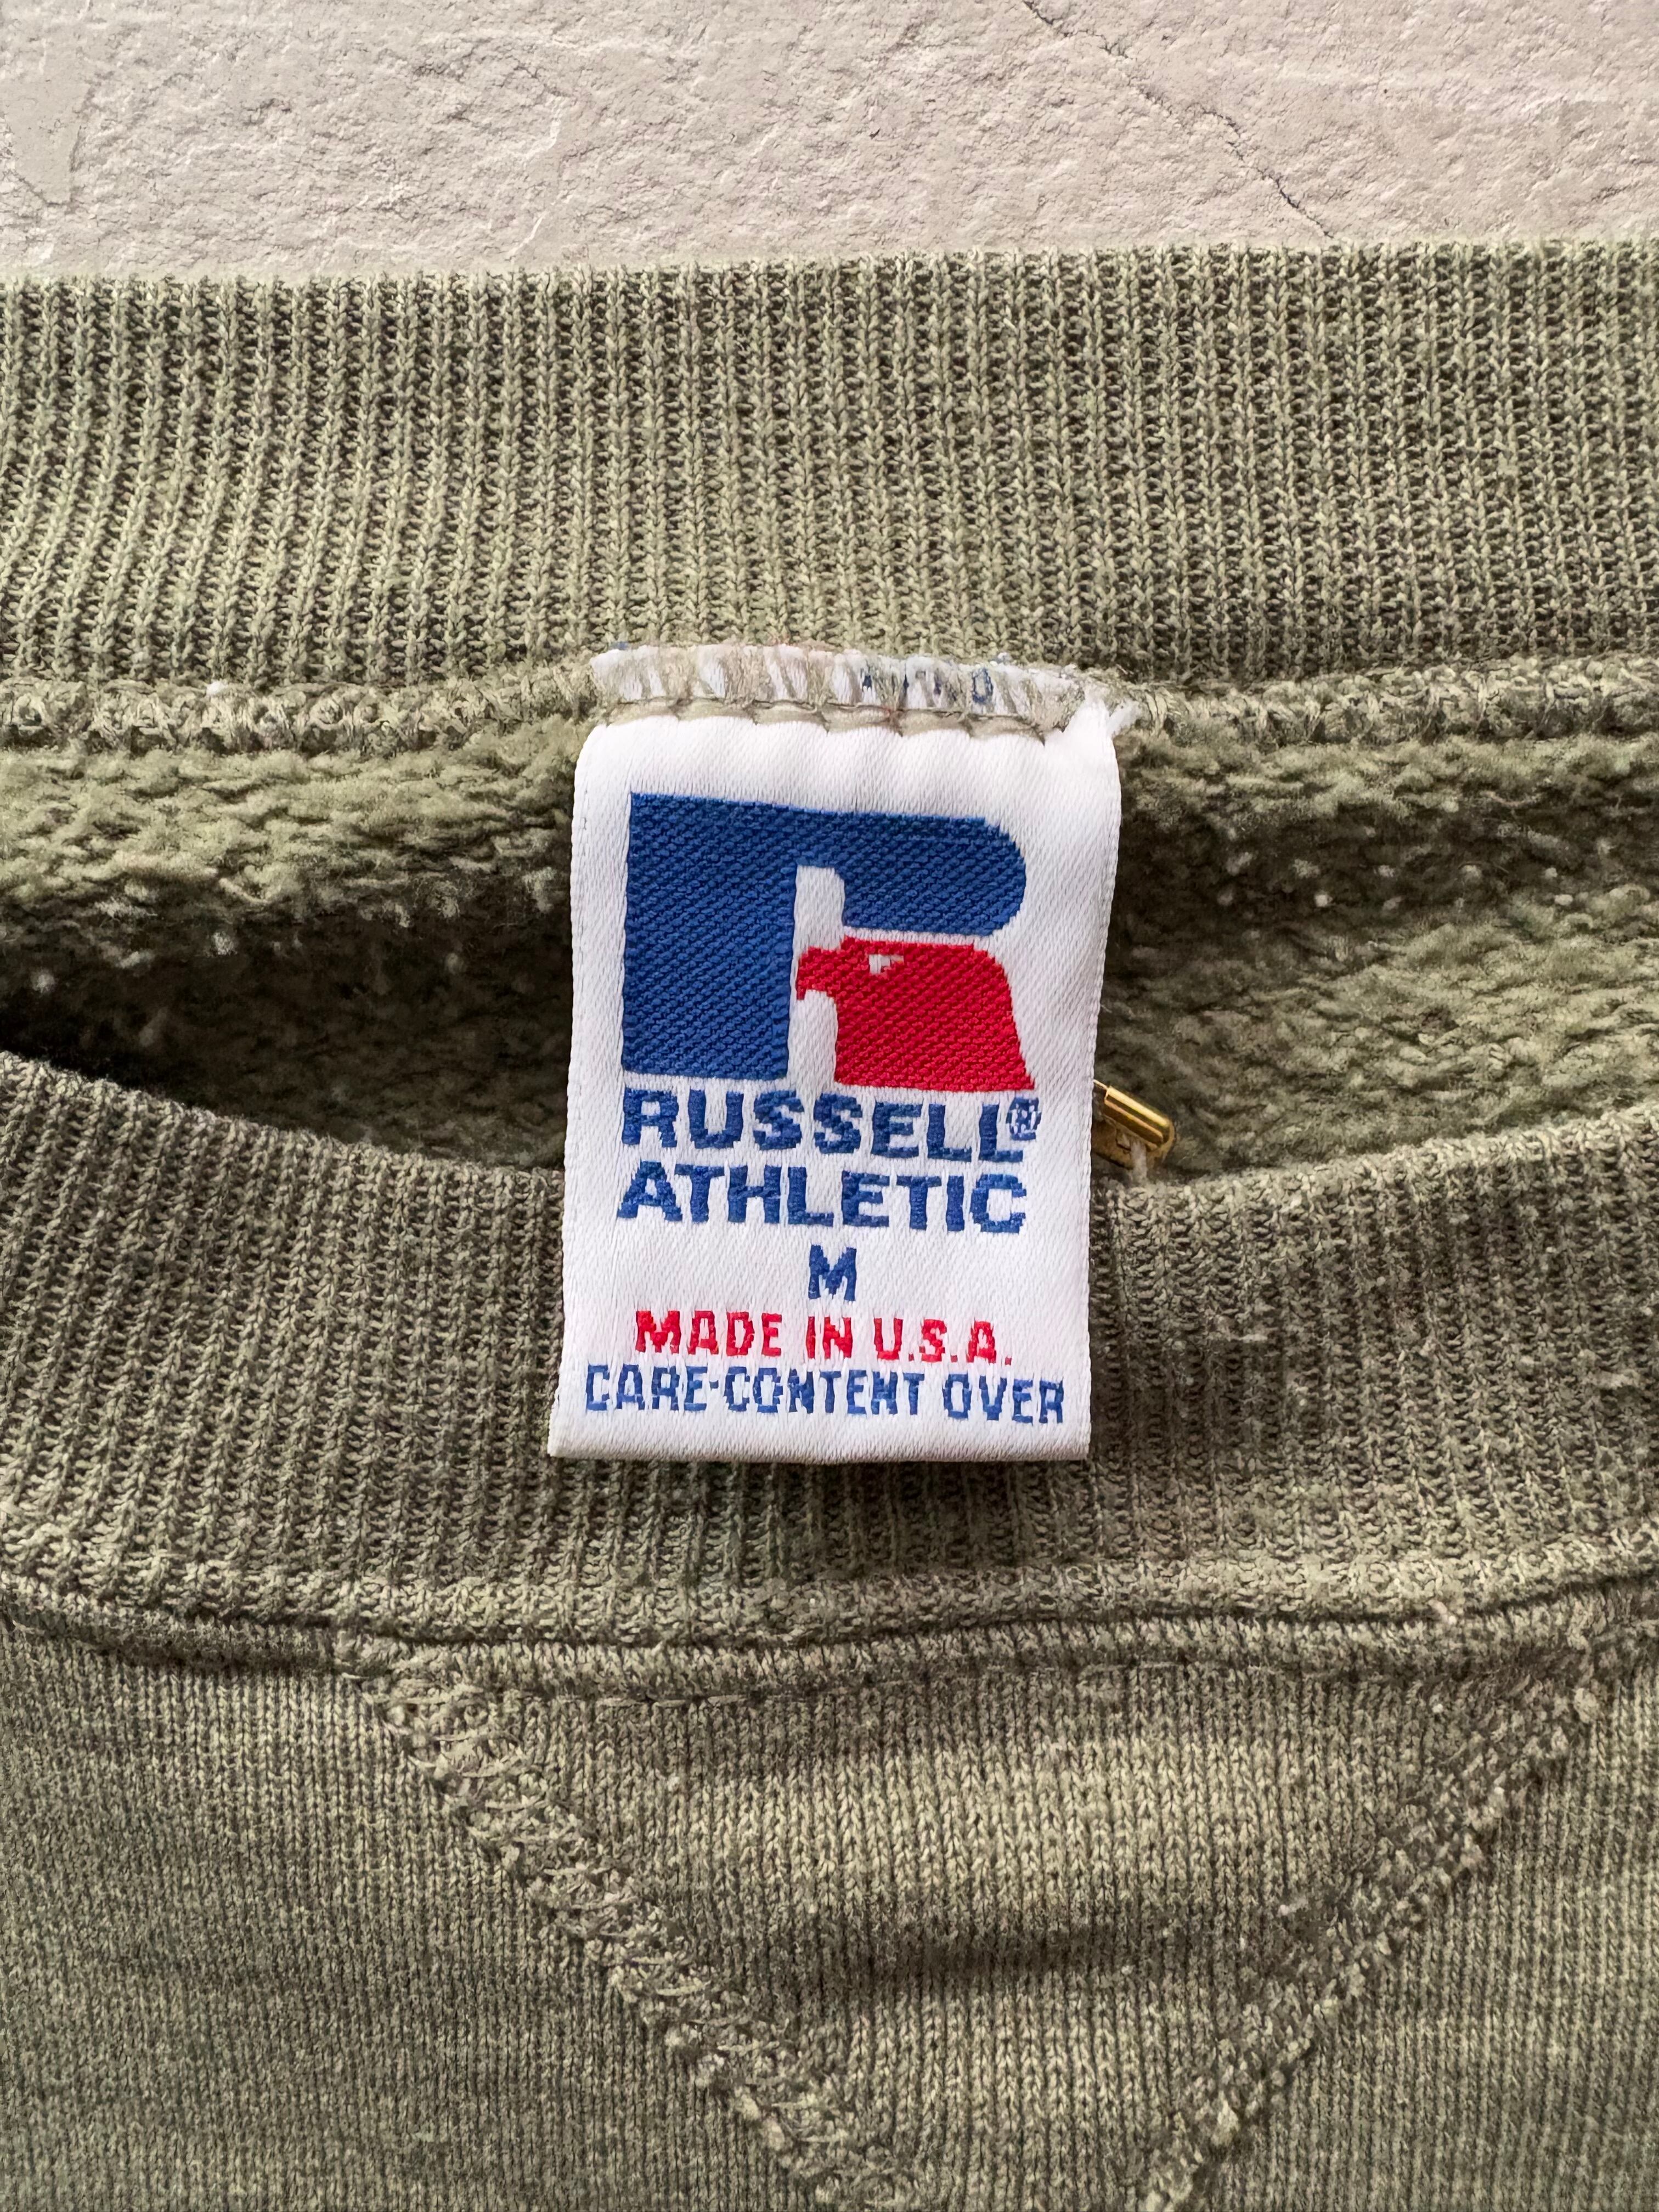 RUSSELL®
ATHLETIC
M
MADE IN U.S.A.
CARE-CONTENT OVER